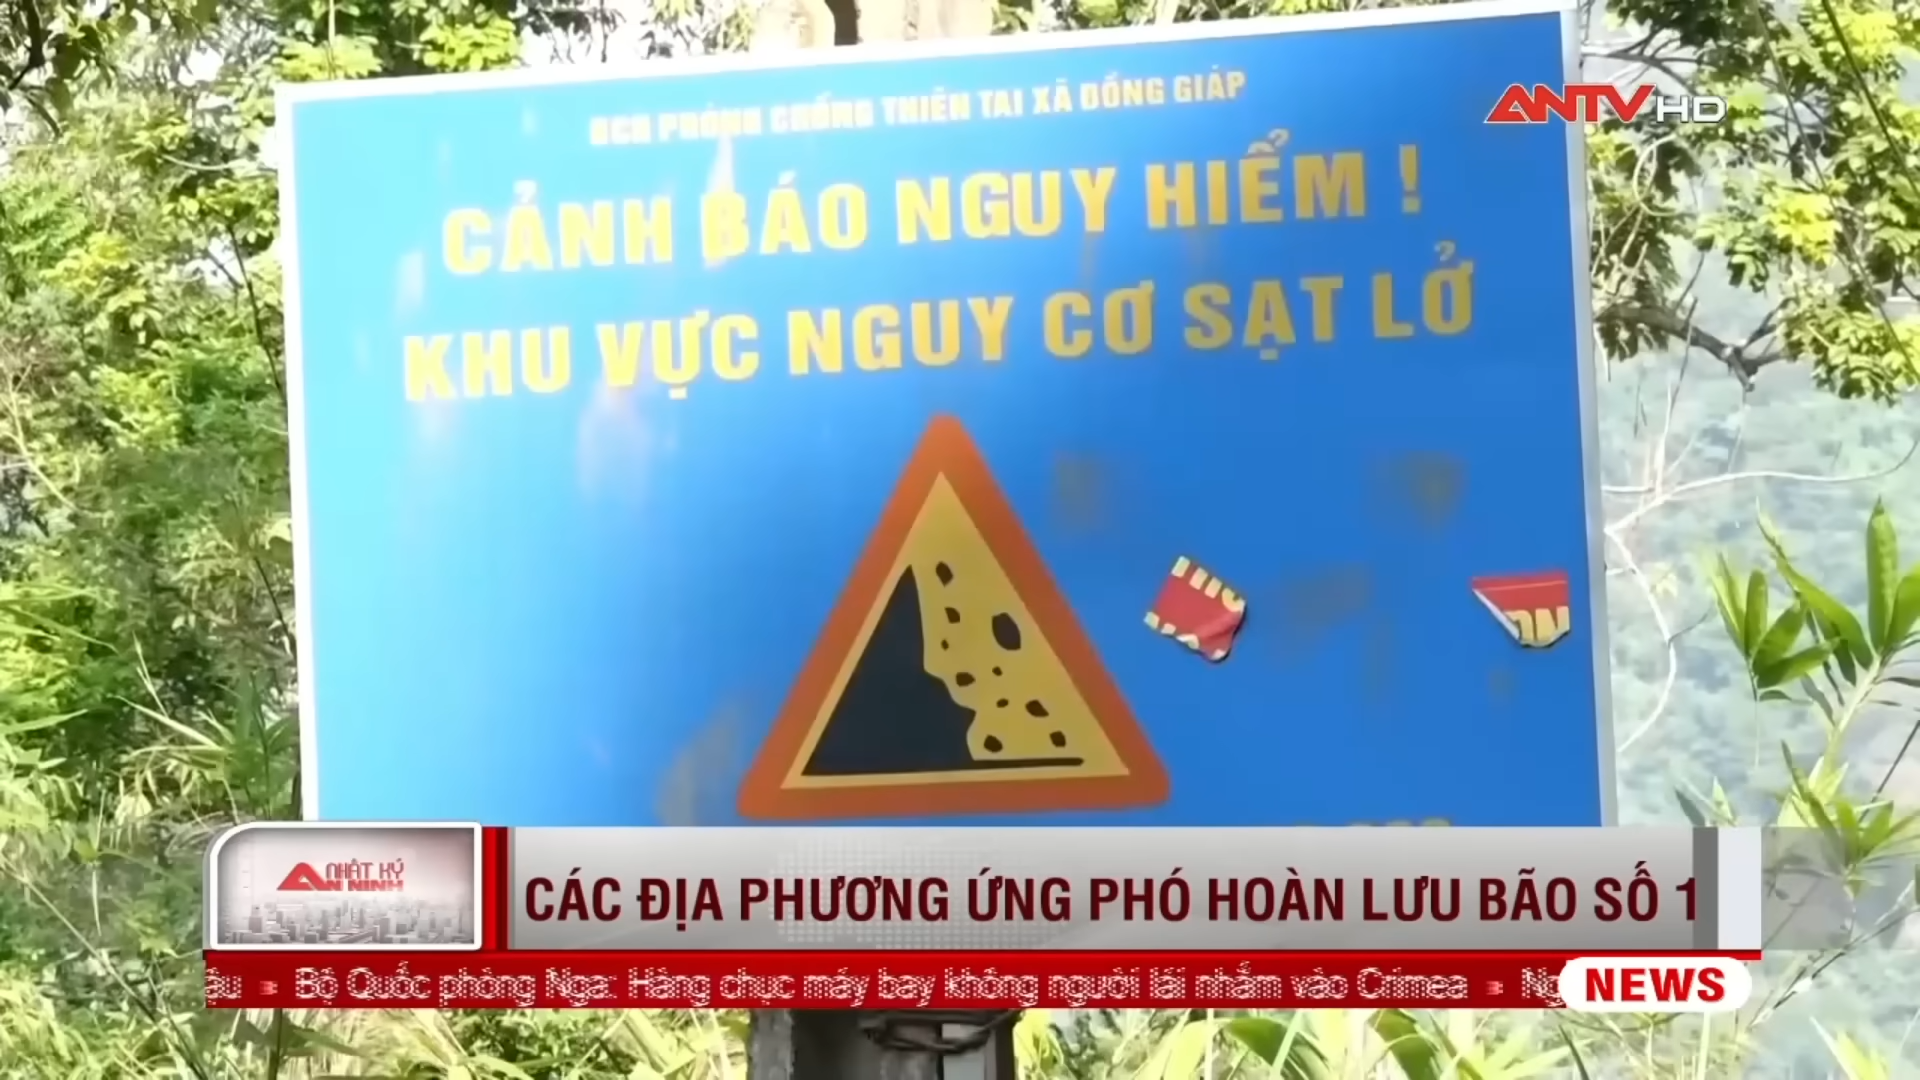 BCH PHÒNG CHỐNG THIÊN TAI XÃ ĐỒNG GIÁP
ANTV HD
CẢNH BÁO NGUY HIỂM !
KHU VỰC NGUY CƠ SẠT LỞ
NHẬT KÝ
AN NINH
CÁC ĐỊA PHƯƠNG ỨNG PHÓ HOÀN LƯU BÃO SỐ 1
Bộ Quốc phòng Nga: Hàng chục máy bay không người lái nhằm vào Crimea
NEWS